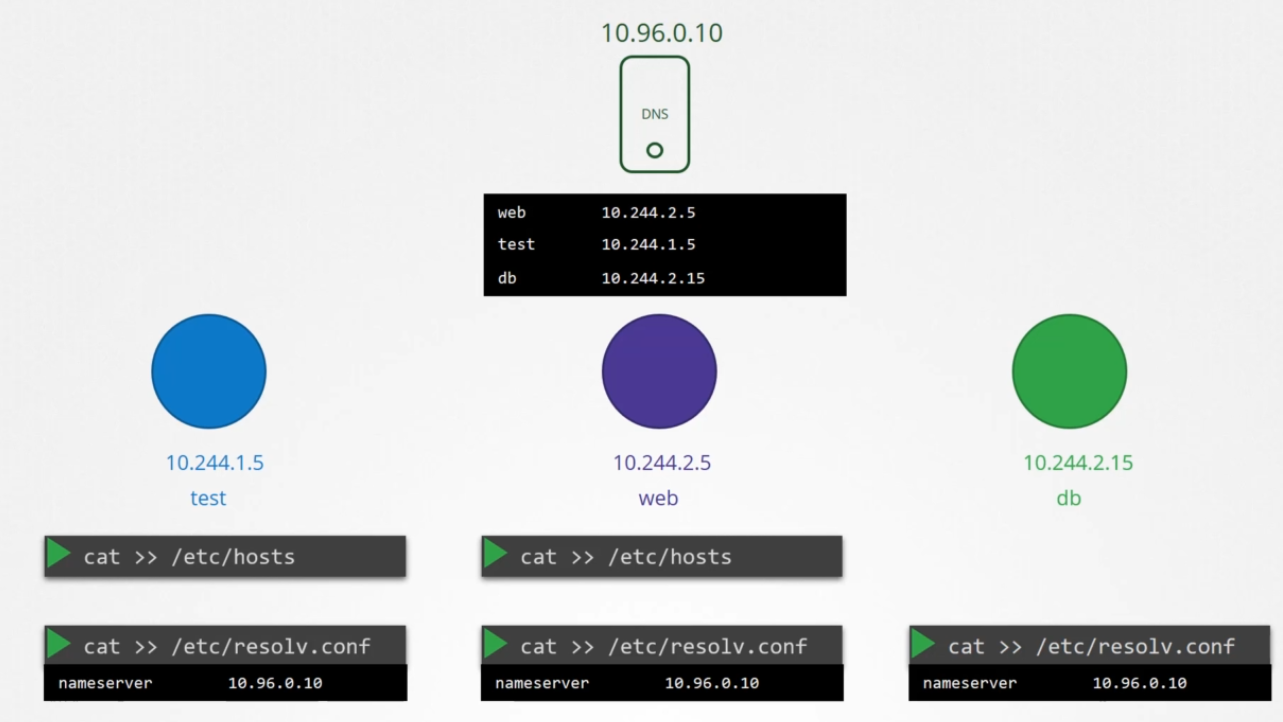 10.96.0.10
DNS
web 10.244.2.5
test 10.244.1.5
db 10.244.2.15
10.244.1.5
test
10.244.2.5
web
10.244.2.15
db
cat >> /etc/hosts
cat >> /etc/hosts
cat >> /etc/resolv.conf
nameserver 10.96.0.10
cat >> /etc/resolv.conf
nameserver 10.96.0.10
cat >> /etc/resolv.conf
nameserver 10.96.0.10